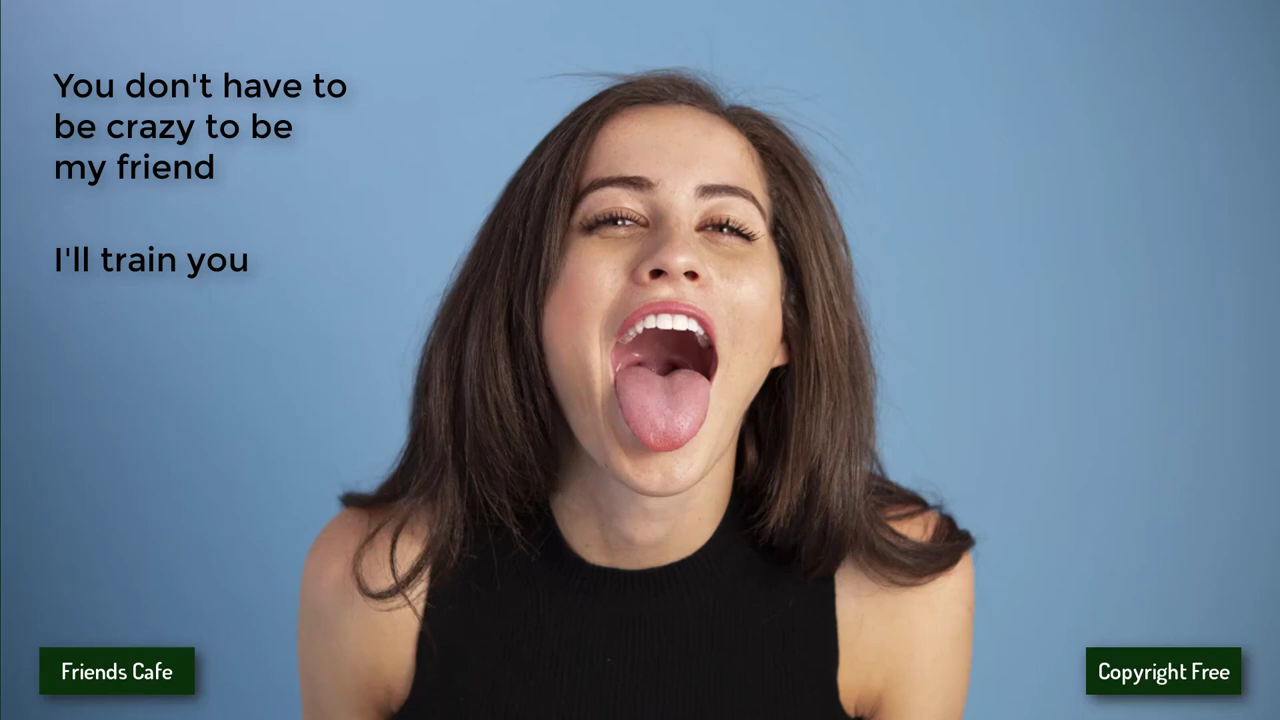 You don't have to
be crazy to be
my friend
I'll train you
Friends Cafe
Copyright Free